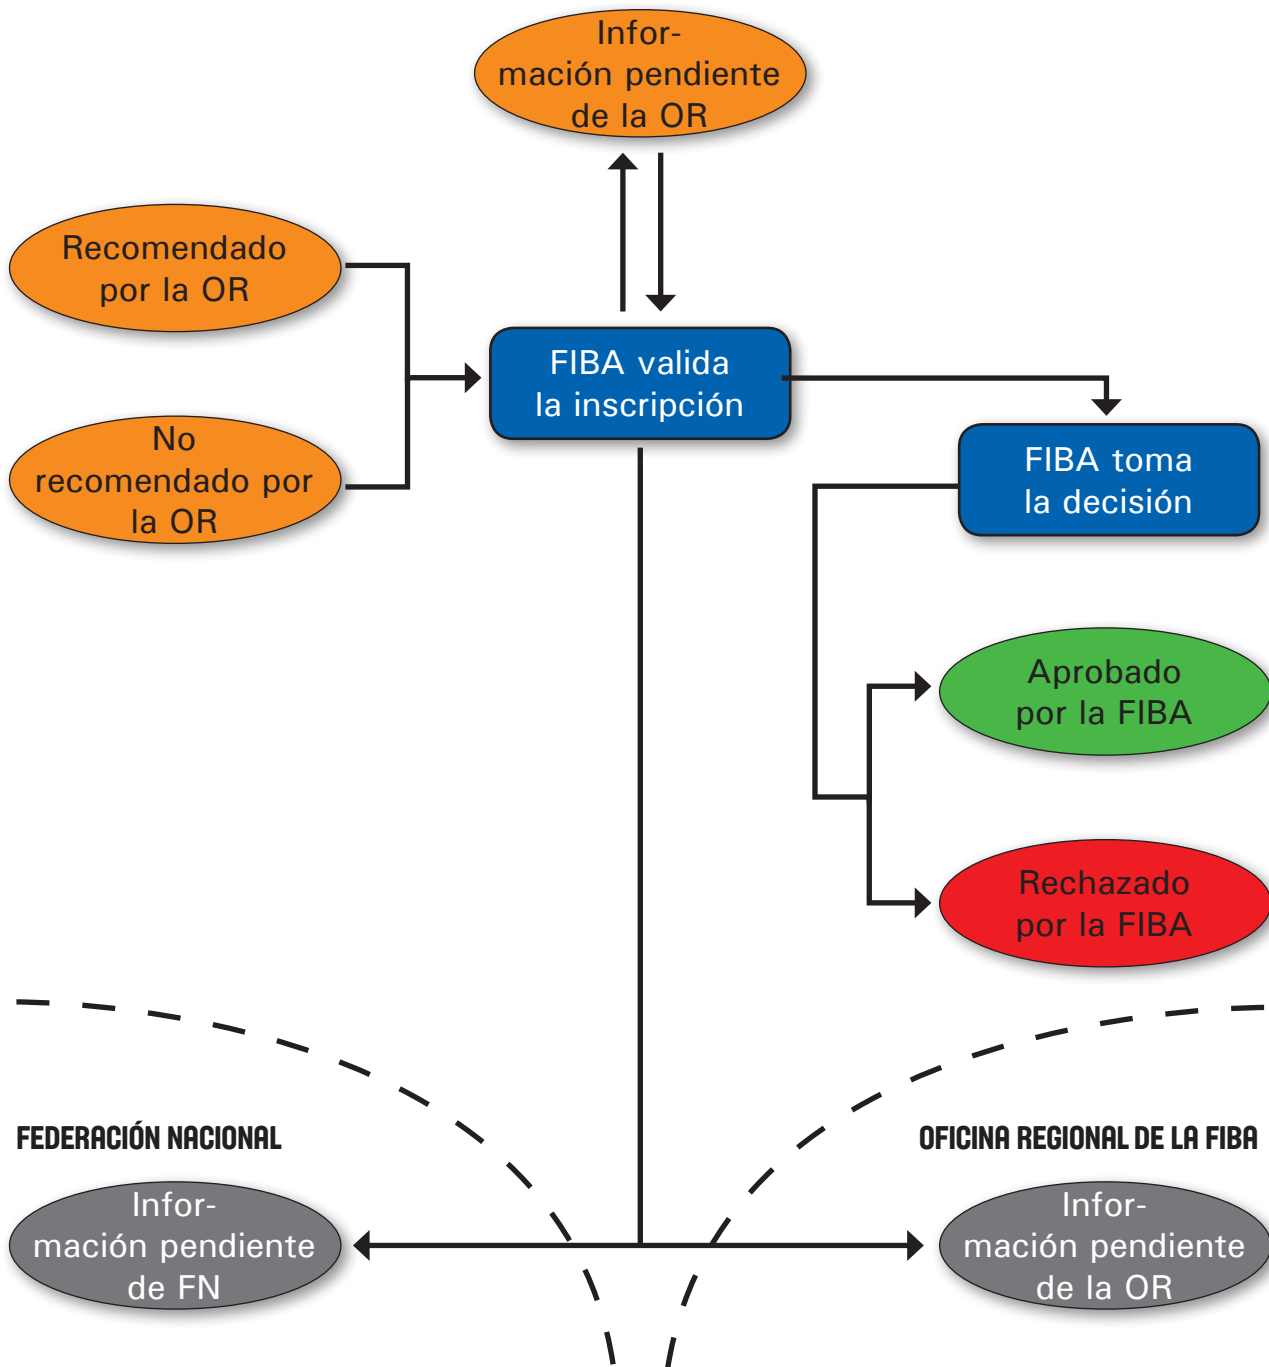 Infor-
mación pendiente
de la OR
Recomendado
por la OR
No
recomendado por
la OR
FIBA valida
la inscripción
FIBA toma
la decisión
Aprobado
por la FIBA
Rechazado
por la FIBA
FEDERACIÓN NACIONAL
Infor-
mación pendiente
de FN
OFICINA REGIONAL DE LA FIBA
Infor-
mación pendiente
de la OR